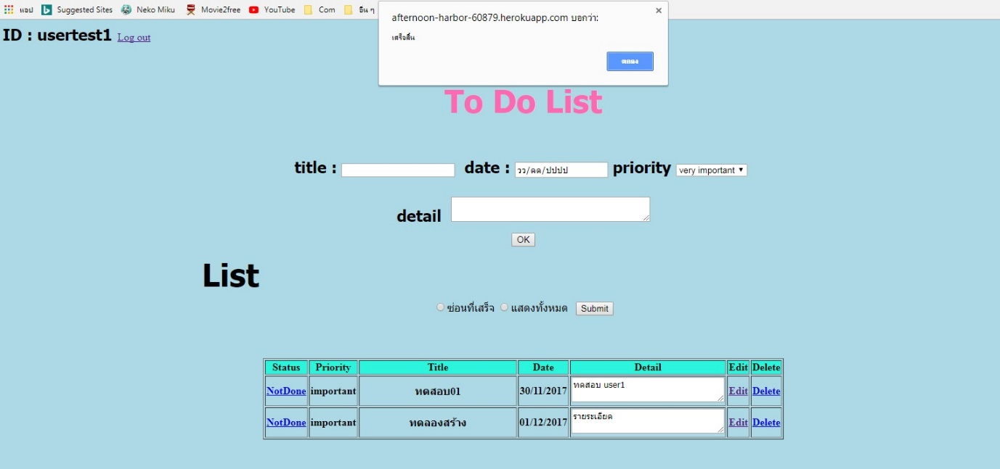 แอป Suggested Sites Neko Miku Movie2free YouTube Com อื่น ๆ
afternoon-harbor-60879.herokuapp.com บอกว่า:
เสร็จสิ้น
ตกลง
ID : usertest1 Log out
To Do List
title : date : วว/ดด/ปปปป priority very important
detail
OK
List
ซ่อนที่เสร็จ แสดงทั้งหมด Submit
Status Priority Title Date Detail Edit Delete
NotDone important ทดสอบ01 30/11/2017 ทดสอบ user1 Edit Delete
NotDone important ทดลองสร้าง 01/12/2017 รายระเอียด Edit Delete